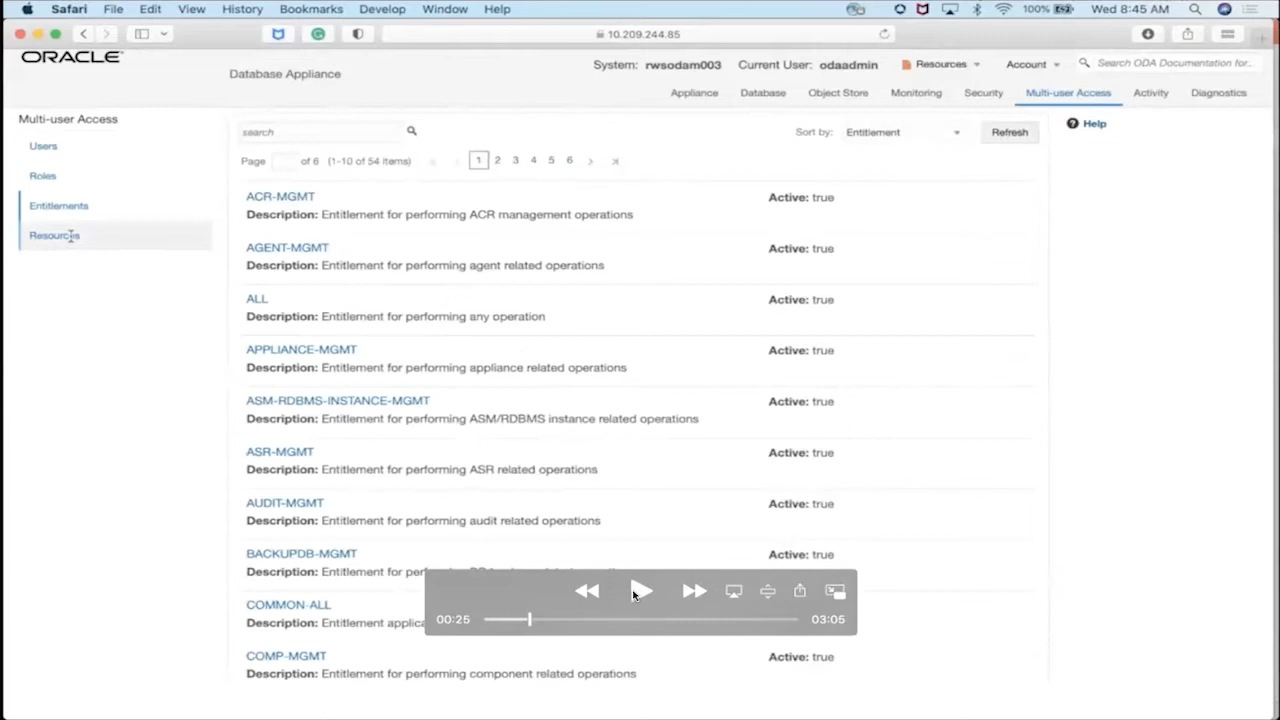 Safari File Edit View History Bookmarks Develop Window Help 100% Wed 8:45 AM
10.209.244.85
ORACLE
Database Appliance
System: rwsodam003 Current User: odaadmin Resources Account Search ODA Documentation for..
Appliance Database Object Store Monitoring Security Multi-user Access Activity Diagnostics
Multi-user Access
Users
Roles
Entitlements
Resources
search Sort by: Entitlement Refresh
Page of 6 (1-10 of 54 items) 1 2 3 4 5 6
ACR-MGMT Active: true
Description: Entitlement for performing ACR management operations
AGENT-MGMT Active: true
Description: Entitlement for performing agent related operations
ALL Active: true
Description: Entitlement for performing any operation
APPLIANCE-MGMT Active: true
Description: Entitlement for performing appliance related operations
ASM-RDBMS-INSTANCE-MGMT Active: true
Description: Entitlement for performing ASM/RDBMS instance related operations
ASR-MGMT Active: true
Description: Entitlement for performing ASR related operations
AUDIT-MGMT Active: true
Description: Entitlement for performing audit related operations
BACKUPDB-MGMT Active: true
Description: Entitlement for
COMMON-ALL
Description: Entitlement
COMP-MGMT Active: true
Description: Entitlement for performing component related operations
Help
00:25 03:05